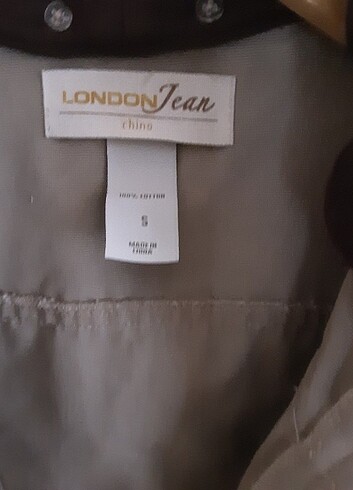 LONDON Jean
chino
100% COTTON
S
MADE IN
CHINA